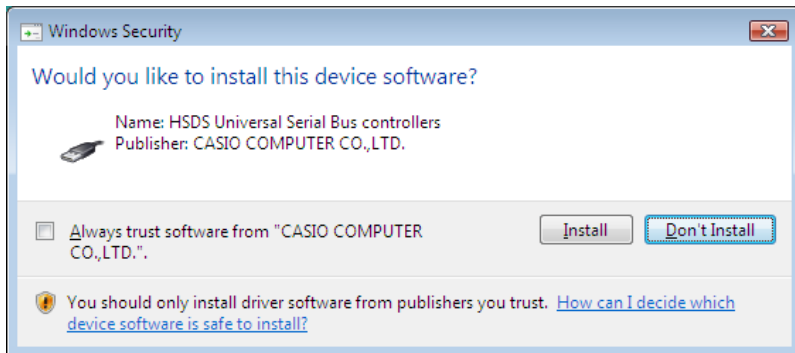 Windows Security
Would you like to install this device software?
Name: HSDS Universal Serial Bus controllers
Publisher: CASIO COMPUTER CO.,LTD.
Always trust software from "CASIO COMPUTER
CO.,LTD.".
Install
Don't Install
You should only install driver software from publishers you trust. How can I decide which
device software is safe to install?